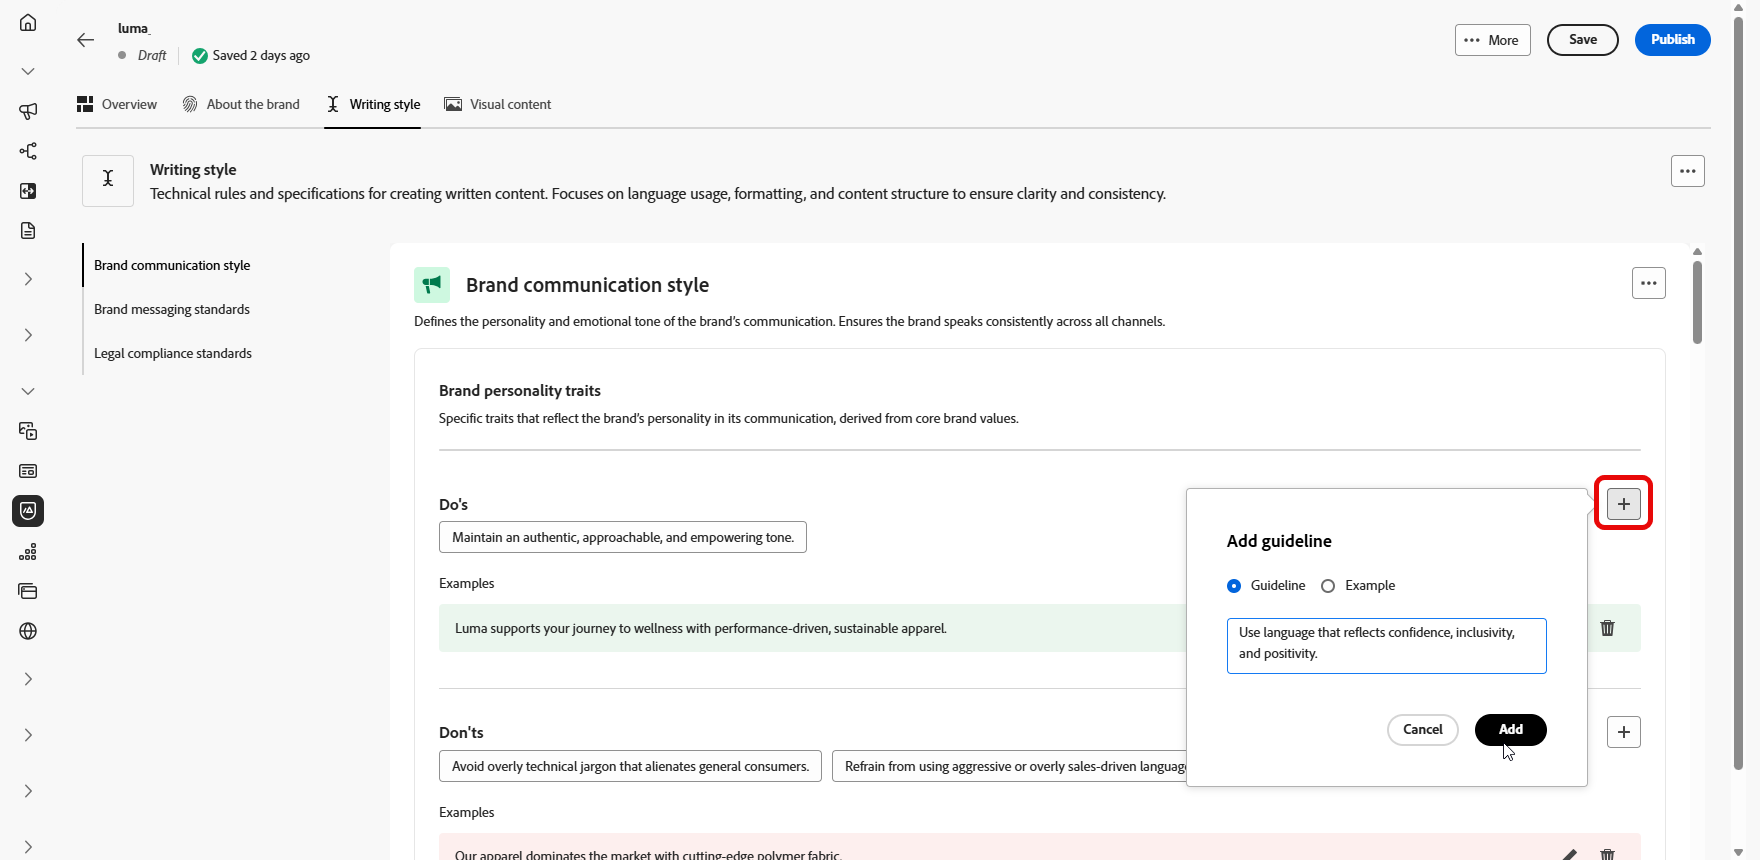 luma_
Draft
Saved 2 days ago
More
Save
Publish
Overview
About the brand
Writing style
Visual content
Writing style
Technical rules and specifications for creating written content. Focuses on language usage, formatting, and content structure to ensure clarity and consistency.
Brand communication style
Brand messaging standards
Legal compliance standards
Brand communication style
Defines the personality and emotional tone of the brand's communication. Ensures the brand speaks consistently across all channels.
Brand personality traits
Specific traits that reflect the brand's personality in its communication, derived from core brand values.
Do's
Maintain an authentic, approachable, and empowering tone.
Examples
Luma supports your journey to wellness with performance-driven, sustainable apparel.
Add guideline
Guideline
Example
Use language that reflects confidence, inclusivity,
and positivity.
Cancel
Add
Don'ts
Avoid overly technical jargon that alienates general consumers.
Refrain from using aggressive or overly sales-driven language
Examples
Our apparel dominates the market with cutting-edge polymer fabric.